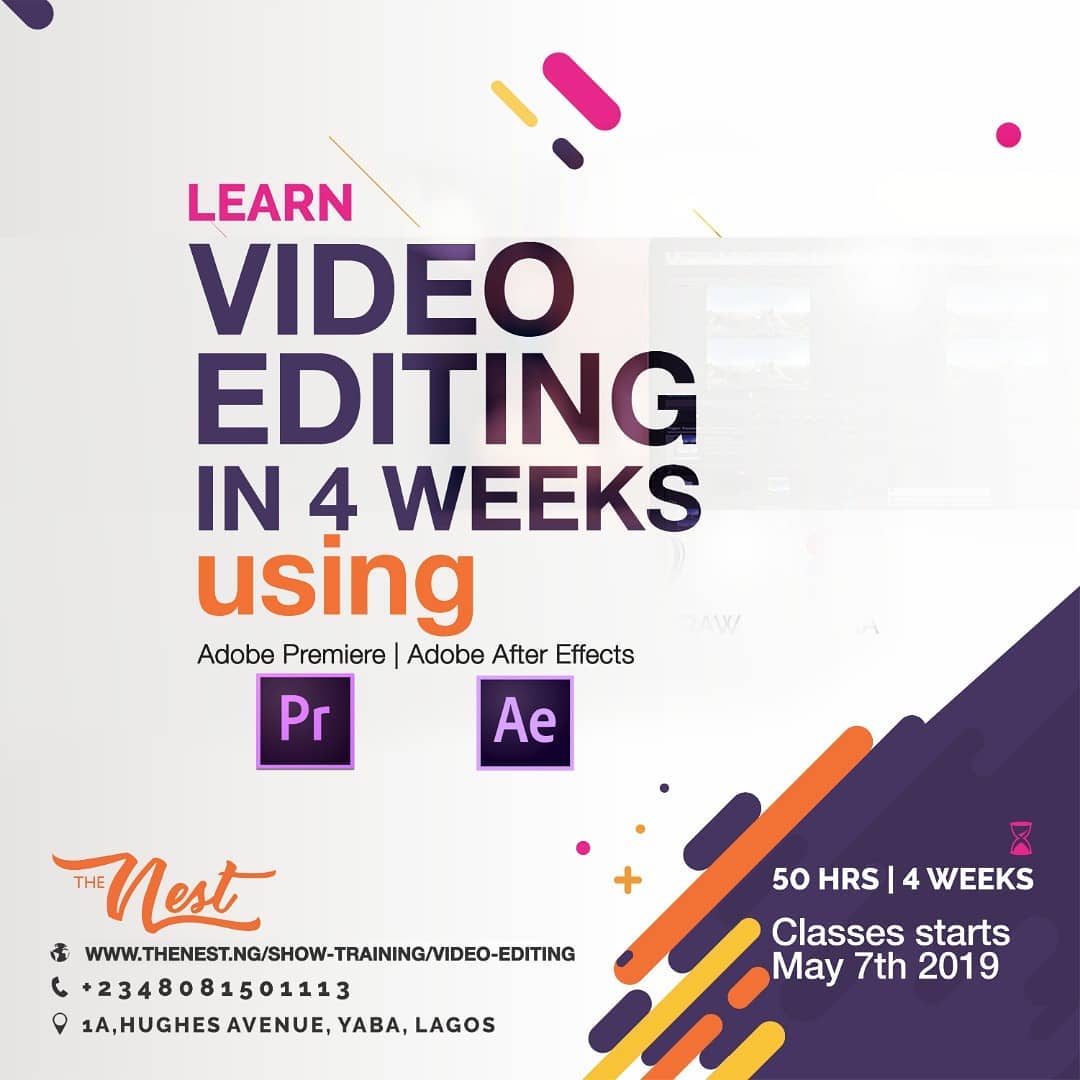 LEARN
VIDEO
EDITING
IN 4 WEEKS
using
Adobe Premiere | Adobe After Effects
Pr
Ae
50 HRS | 4 WEEKS
Classes starts
May 7th 2019
THE Nest
WWW.THENEST.NG/SHOW-TRAINING/VIDEO-EDITING
+2348081501113
1A,HUGHES AVENUE, YABA, LAGOS